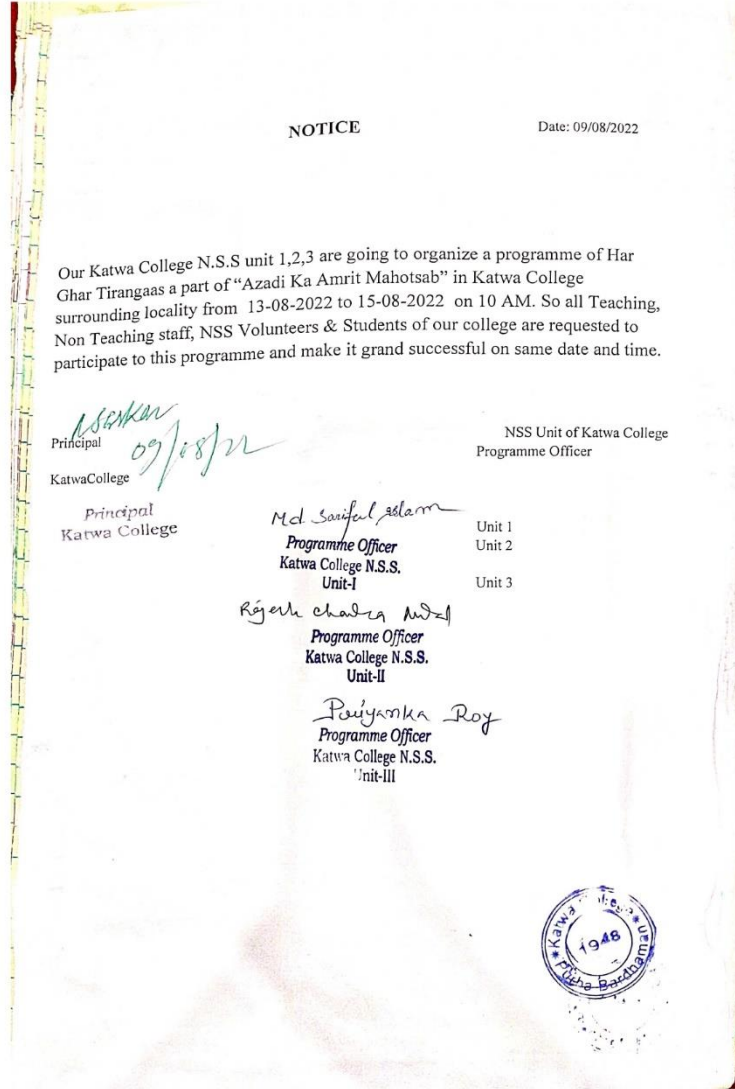 NOTICE
Date: 09/08/2022
Our Katwa College N.S.S unit 1,2,3 are going to organize a programme of Har
Ghar Tirangaas a part of “Azadi Ka Amrit Mahotsab” in Katwa College
surrounding locality from 13-08-2022 to 15-08-2022 on 10 AM. So all Teaching,
Non Teaching staff, NSS Volunteers & Students of our college are requested to
participate to this programme and make it grand successful on same date and time.
Principal
09/08/22
KatwaCollege
Principal
Katwa College
NSS Unit of Katwa College
Programme Officer
Md. Sariful Islam
Programme Officer
Katwa College N.S.S.
Unit-I
Unit 1
Unit 2
Unit 3
Programme Officer
Katwa College N.S.S.
Unit-II
Priyanka Roy
Programme Officer
Katwa College N.S.S.
Unit-III
Katwa
1948
Purba Bardhaman